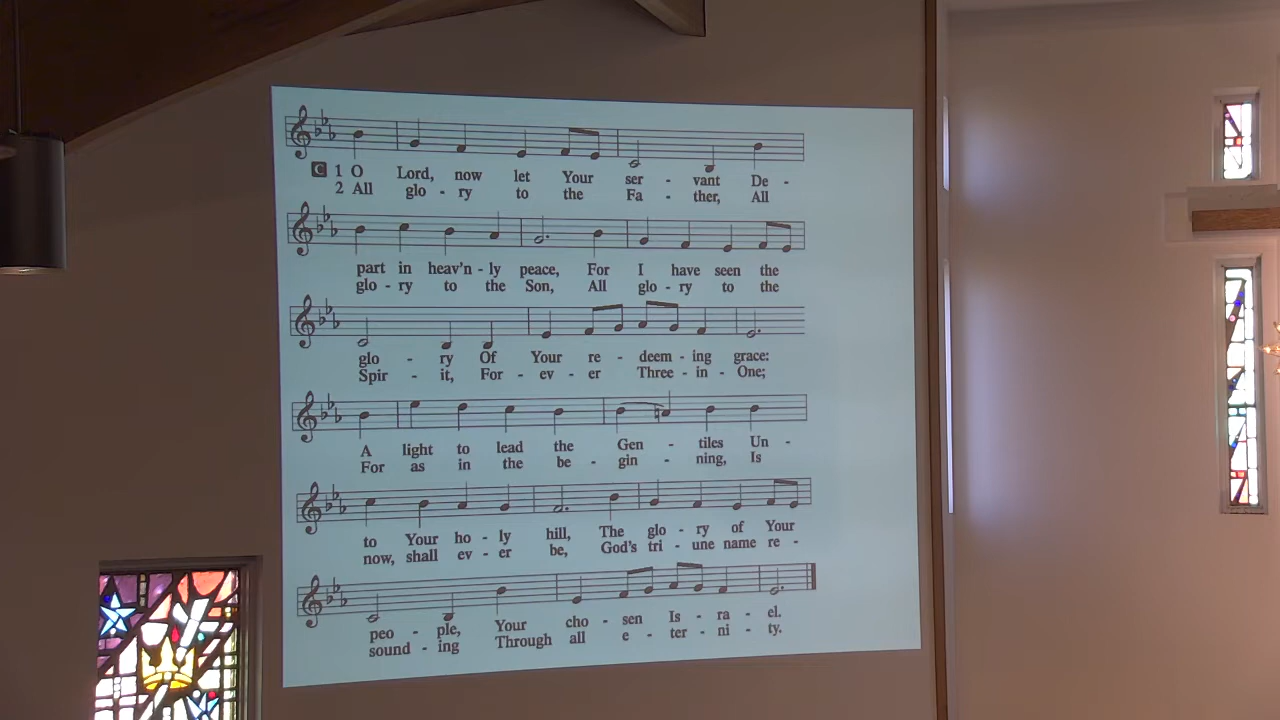 C 1 O Lord, now let Your ser - vant De -
2 All glo - ry to the Fa - ther, All
part in heav'n - ly peace, For I have seen the
glo - ry to the Son, All glo - ry to the
glo - ry Of Your re - deem - ing grace:
Spir - it, For - ev - er Three - in - One;
A light to lead the Gen - tiles Un -
For as in the be - gin - ning, Is
to Your ho - ly hill, The glo - ry of Your
now, shall ev - er be, God's tri - une name re -
peo - ple, Your cho - sen Is - ra - el.
sound - ing Through all e - ter - ni - ty.